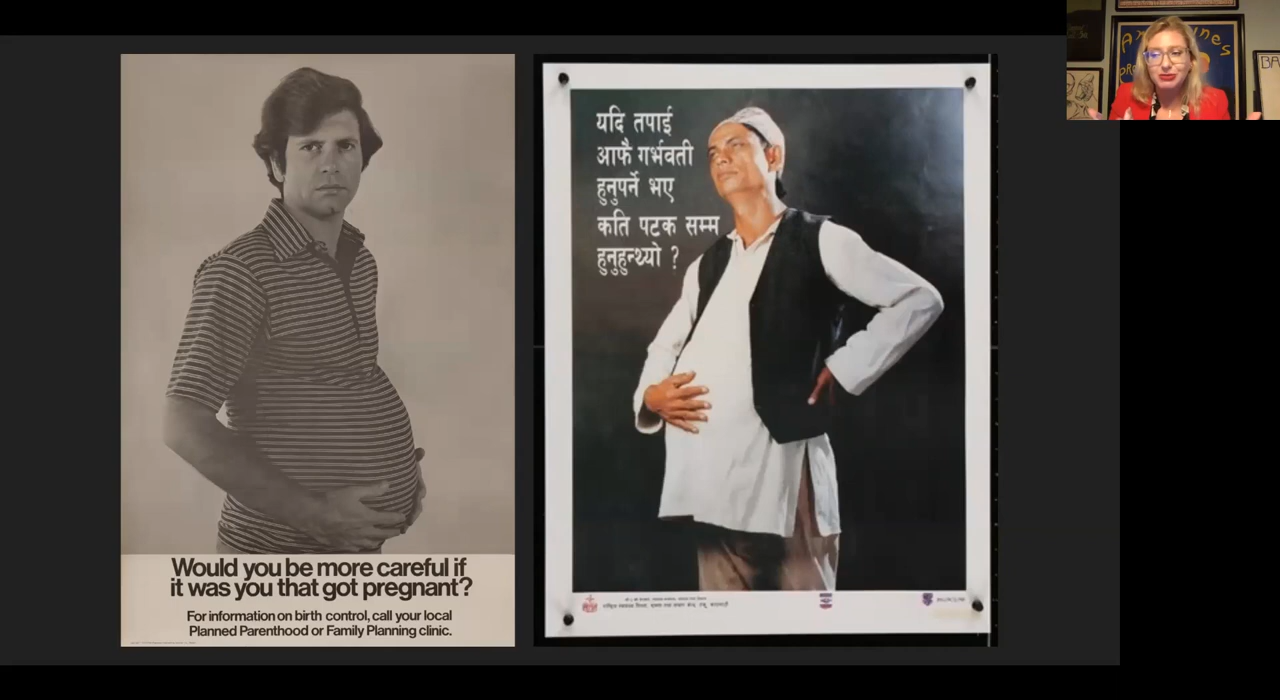 Would you be more careful if
it was you that got pregnant?
For information on birth control, call your local
Planned Parenthood or Family Planning clinic.
यदि तपाई
आफै गर्भवती
हुनुपर्ने भए
कति पटक सम्म
हुनुहुन्थ्यो ?